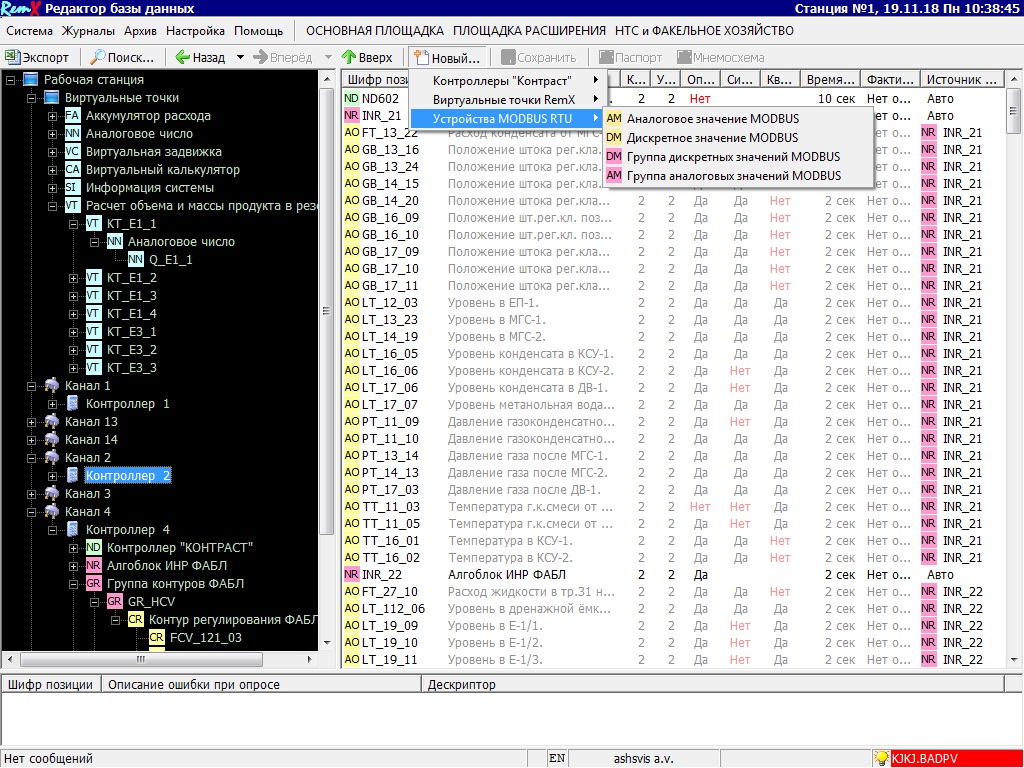 RemX Редактор базы данных Станция №1, 19.11.18 Пн 10:38:45
Система Журналы Архив Настройка Помощь ОСНОВНАЯ ПЛОЩАДКА ПЛОЩАДКА РАСШИРЕНИЯ НТС и ФАКЕЛЬНОЕ ХОЗЯЙСТВО
Экспорт Поиск... Назад Вперёд Вверх Новый... Сохранить Паспорт Мнемосхема
Рабочая станция
Виртуальные точки
FA Аккумулятор расхода
NN Аналоговое число
VC Виртуальная задвижка
CA Виртуальный калькулятор
SI Информация системы
VT Расчет объема и массы продукта в резе
VT KT_E1_1
NN Аналоговое число
NN Q_E1_1
VT KT_E1_2
VT KT_E1_3
VT KT_E1_4
VT KT_E3_1
VT KT_E3_2
VT KT_E3_3
Канал 1
Контроллер 1
Канал 13
Канал 14
Канал 2
Контроллер 2
Канал 3
Канал 4
Контроллер 4
ND Контроллер "КОНТРАСТ"
NR Алгоблок ИНР ФАБЛ
GR Группа контуров ФАБЛ
GR GR_HCV
CR Контур регулирования ФАБЛ
CR FCV_121_03
Контроллеры "Контраст"
Виртуальные точки RemX
Устройства MODBUS RTU
AM Аналоговое значение MODBUS
DM Дискретное значение MODBUS
DM Группа дискретных значений MODBUS
AM Группа аналоговых значений MODBUS
Шифр пози К... У... Оп... Си... Кв... Время... Факти... Источник ...
ND ND602 2 2 Нет 10 сек Нет о... Авто
NR INR_21 Авто
AO FT_13_22 Расход конденсата от МГ... NR INR_21
AO GB_13_16 Положение штока рег.кла NR INR_21
AO GB_13_24 Положение штока рег.кла NR INR_21
AO GB_14_15 Положение штока рег.кла NR INR_21
AO GB_14_20 Положение штока рег.кла... 2 2 Да Да Нет 2 сек Нет о... NR INR_21
AO GB_16_09 Положение шт.рег.кл. поз... 2 2 Да Да Нет 2 сек Нет о... NR INR_21
AO GB_16_10 Положение шт.рег.кл. поз... 2 2 Да Да Нет 2 сек Нет о... NR INR_21
AO GB_17_09 Положение штока рег.кла... 2 2 Да Да Нет 2 сек Нет о... NR INR_21
AO GB_17_10 Положение штока рег.кла... 2 2 Да Да Нет 2 сек Нет о... NR INR_21
AO GB_17_11 Положение штока рег.кла... 2 2 Да Да Нет 2 сек Нет о... NR INR_21
AO LT_12_03 Уровень в ЕП-1. 2 2 Да Да Да 2 сек Нет о... NR INR_21
AO LT_13_23 Уровень в МГС-1. 2 2 Да Да Да 2 сек Нет о... NR INR_21
AO LT_14_19 Уровень в МГС-2. 2 2 Да Да Да 2 сек Нет о... NR INR_21
AO LT_16_05 Уровень конденсата в КСУ-1. 2 2 Да Да Да 2 сек Нет о... NR INR_21
AO LT_16_06 Уровень конденсата в КСУ-2. 2 2 Да Нет Да 2 сек Нет о... NR INR_21
AO LT_17_06 Уровень конденсата в ДВ-1. 2 2 Да Нет Да 2 сек Нет о... NR INR_21
AO LT_17_07 Уровень метанольная вода... 2 2 Да Да Да 2 сек Нет о... NR INR_21
AO PT_11_09 Давление газоконденсатно... 2 2 Да Нет Да 2 сек Нет о... NR INR_21
AO PT_11_10 Давление газоконденсатно... 2 2 Да Да Да 2 сек Нет о... NR INR_21
AO PT_13_14 Давление газа после МГС-1. 2 2 Да Да Да 2 сек Нет о... NR INR_21
AO PT_14_13 Давление газа после МГС-2. 2 2 Да Да Да 2 сек Нет о... NR INR_21
AO PT_17_03 Давление газа после ДВ-1. 2 2 Да Да Да 2 сек Нет о... NR INR_21
AO TT_11_03 Температура г.к.смеси от ... 2 2 Нет Нет Да 2 сек Нет о... NR INR_21
AO TT_11_05 Температура г.к.смеси от ... 2 2 Да Нет Да 2 сек Нет о... NR INR_21
AO TT_16_01 Температура в КСУ-1. 2 2 Да Да Нет 2 сек Нет о... NR INR_21
AO TT_16_02 Температура в КСУ-2. 2 2 Да Да Нет 2 сек Нет о... NR INR_21
NR INR_22 Алгоблок ИНР ФАБЛ 2 2 Да 2 сек Нет о... Авто
AO FT_27_10 Расход жидкости в тр.31 н... 2 2 Да Да Нет 2 сек Нет о... NR INR_22
AO LT_112_06 Уровень в дренажной ёмк... 2 2 Да Да Да 2 сек Нет о... NR INR_22
AO LT_19_09 Уровень в Е-1/1. 2 2 Да Нет Да 2 сек Нет о... NR INR_22
AO LT_19_10 Уровень в Е-1/2. 2 2 Да Нет Да 2 сек Нет о... NR INR_22
AO LT_19_11 Уровень в Е-1/3. 2 2 Да Нет Да 2 сек Нет о... NR INR_22
Шифр позиции Описание ошибки при опросе Дескриптор
Нет сообщений EN ashsvis a.v. KJKJ.BADPV